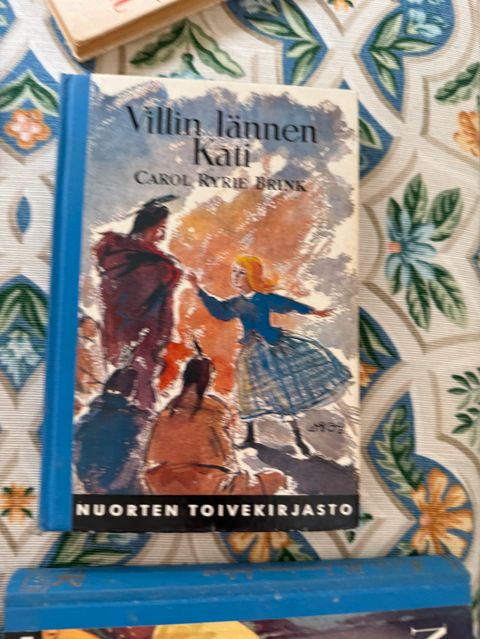 Villin lännen
Kati
CAROL RYRIE BRINK
NUORTEN TOIVEKIRJASTO
N